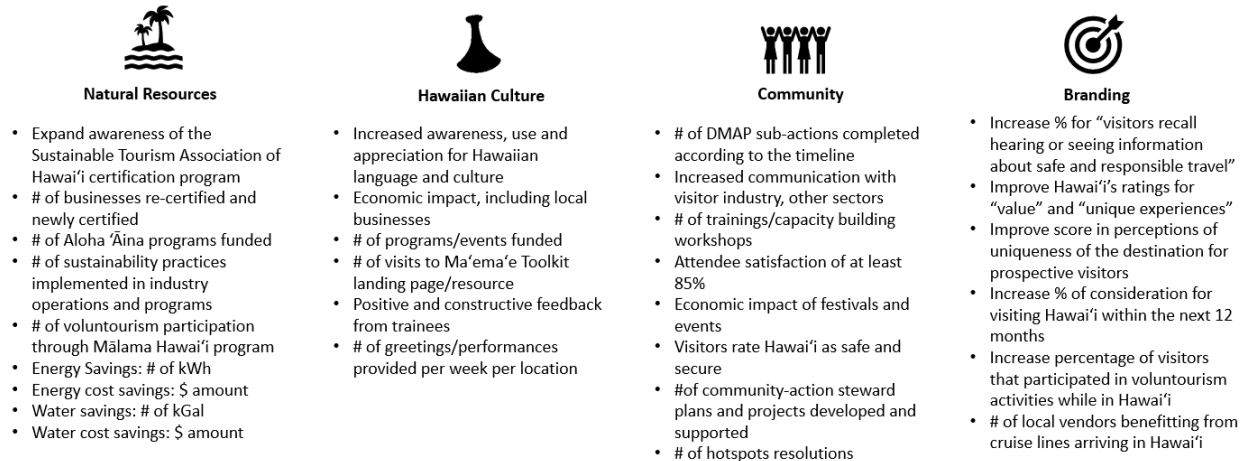 Natural Resources
• Expand awareness of the
Sustainable Tourism Association of
Hawai‘i certification program
• # of businesses re-certified and
newly certified
• # of Aloha ‘Āina programs funded
• # of sustainability practices
implemented in industry
operations and programs
• # of voluntourism participation
through Mālama Hawai‘i program
• Energy Savings: # of kWh
• Energy cost savings: $ amount
• Water savings: # of kGal
• Water cost savings: $ amount
Hawaiian Culture
• Increased awareness, use and
appreciation for Hawaiian
language and culture
• Economic impact, including local
businesses
• # of programs/events funded
• # of visits to Ma‘ema‘e Toolkit
landing page/resource
• Positive and constructive feedback
from trainees
• # of greetings/performances
provided per week per location
Community
• # of DMAP sub-actions completed
according to the timeline
• Increased communication with
visitor industry, other sectors
• # of trainings/capacity building
workshops
• Attendee satisfaction of at least
85%
• Economic impact of festivals and
events
• Visitors rate Hawai‘i as safe and
secure
• #of community-action steward
plans and projects developed and
supported
• # of hotspots resolutions
Branding
• Increase % for “visitors recall
hearing or seeing information
about safe and responsible travel”
• Improve Hawai‘i’s ratings for
“value” and “unique experiences”
• Improve score in perceptions of
uniqueness of the destination for
prospective visitors
• Increase % of consideration for
visiting Hawai‘i within the next 12
months
• Increase percentage of visitors
that participated in voluntourism
activities while in Hawai‘i
• # of local vendors benefitting from
cruise lines arriving in Hawai‘i